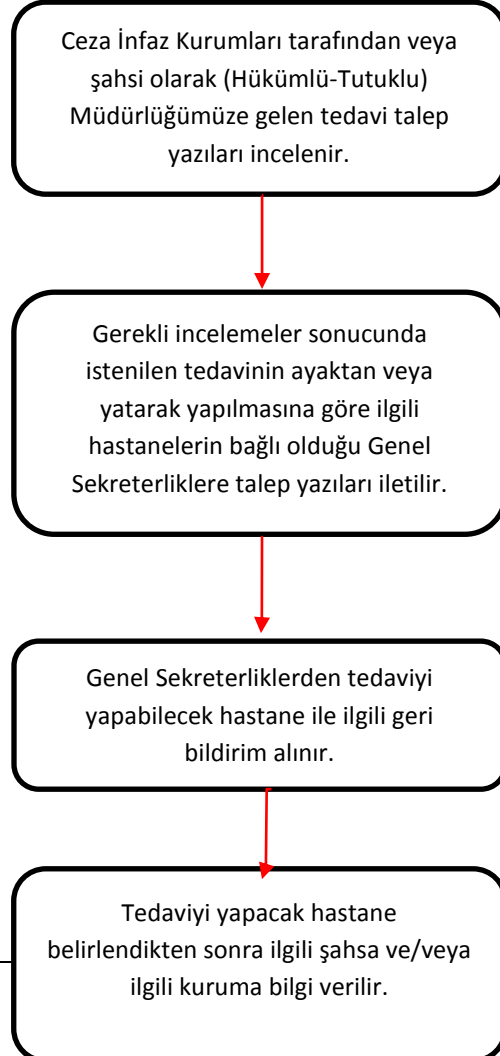 Ceza İnfaz Kurumları tarafından veya
şahsi olarak (Hükümlü-Tutuklu)
Müdürlüğümüze gelen tedavi talep
yazıları incelenir.
Gerekli incelemeler sonucunda
istenilen tedavinin ayaktan veya
yatarak yapılmasına göre ilgili
hastanelerin bağlı olduğu Genel
Sekreterliklere talep yazıları iletilir.
Genel Sekreterliklerden tedaviyi
yapabilecek hastane ile ilgili geri
bildirim alınır.
Tedaviyi yapacak hastane
belirlendikten sonra ilgili şahsa ve/veya
ilgili kuruma bilgi verilir.